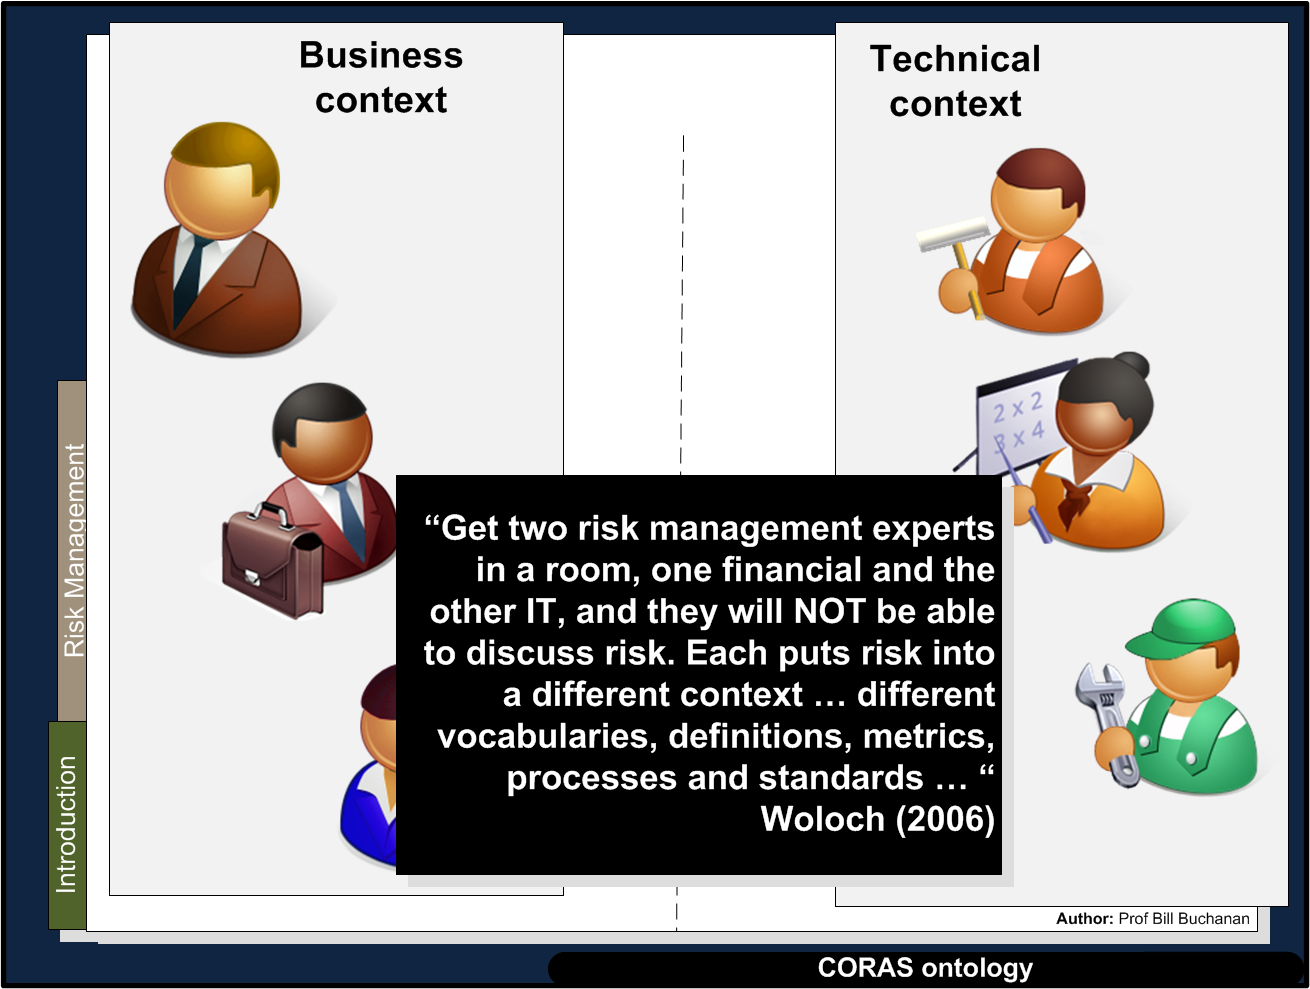 Business
context
Technical
context
2 x 2
3 x 4
Risk Management
Introduction
“Get two risk management experts
in a room, one financial and the
other IT, and they will NOT be able
to discuss risk. Each puts risk into
a different context … different
vocabularies, definitions, metrics,
processes and standards … “
Woloch (2006)
Author: Prof Bill Buchanan
CORAS ontology